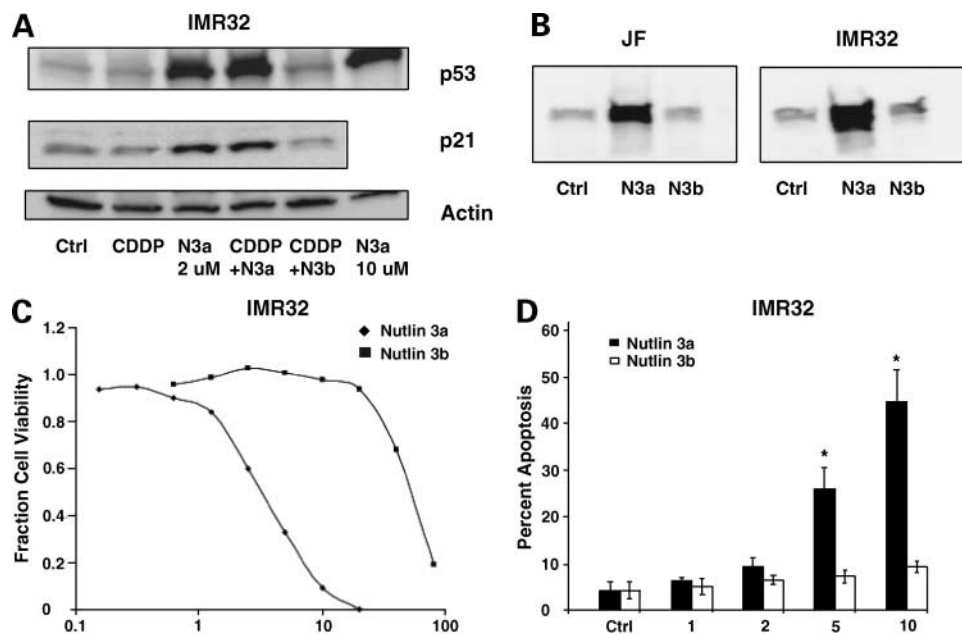 A
IMR32
p53
p21
Actin
Ctrl CDDP N3a CDDP CDDP N3a
2 uM +N3a +N3b 10 uM
B
JF IMR32
Ctrl N3a N3b Ctrl N3a N3b
C
IMR32
Nutlin 3a
Nutlin 3b
Fraction Cell Viability
1.2
1.0
0.8
0.6
0.4
0.2
0
0.1 1 10 100
D
IMR32
Nutlin 3a
Nutlin 3b
Percent Apoptosis
60
50
40
30
20
10
0
* *
Ctrl 1 2 5 10